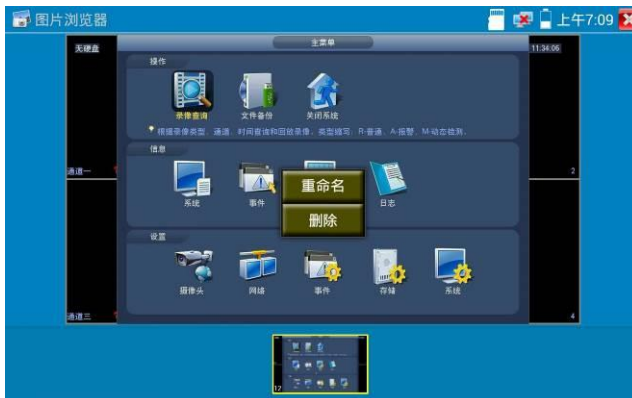 图片浏览器
上午7:09
无硬盘
主菜单
11:34:06
操作
录像查询
文件备份
关闭系统
根据录像类型、通道、时间查询和回放录像，类型缩写：R-普通，A-报警，M-动态检测。
信息
通道一
2
系统
事件
日志
重命名
删除
设置
摄像头
网络
事件
存储
系统
通道三
4
12